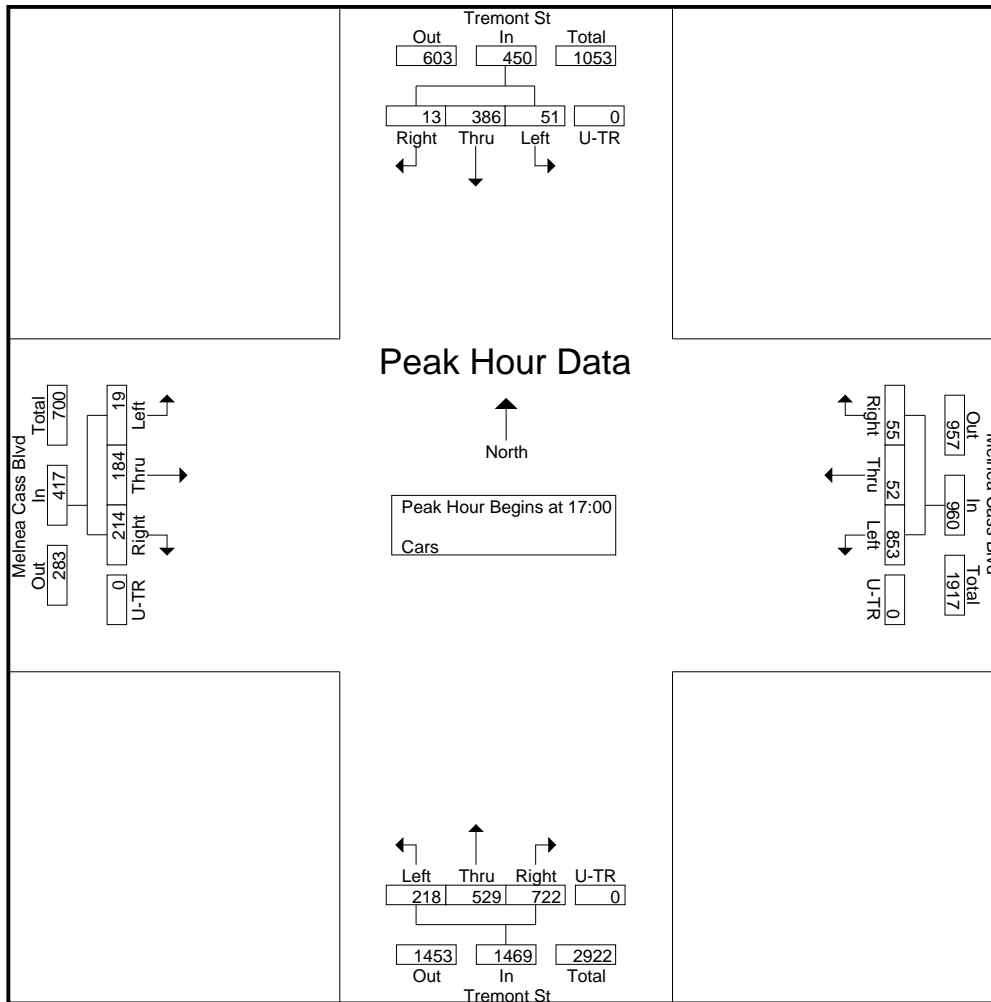 Tremont St
Out In Total
603 450 1053
13 386 51 0
Right Thru Left U-TR
Peak Hour Data
North
Peak Hour Begins at 17:00
Cars
Melnea Cass Blvd
Out In Total
283 417 700
19 184 214 0
Left Thru Right U-TR
Right Thru Left U-TR
55 52 853 0
957 960 1917
Out In Total
Melnea Cass Blvd
Left Thru Right U-TR
218 529 722 0
1453 1469 2922
Out In Total
Tremont St